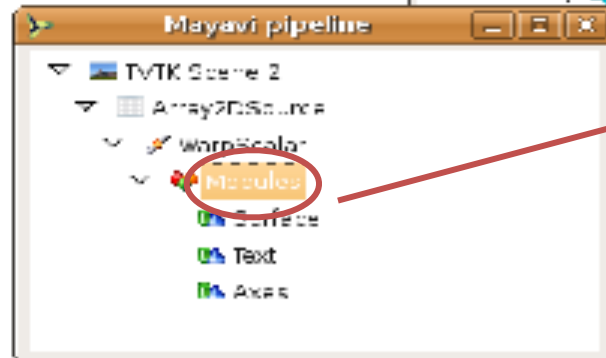 Mayavi pipeline
TVTK Scene 2
Array2DSource
WarpScalar
Modules
Surface
Text
Axes